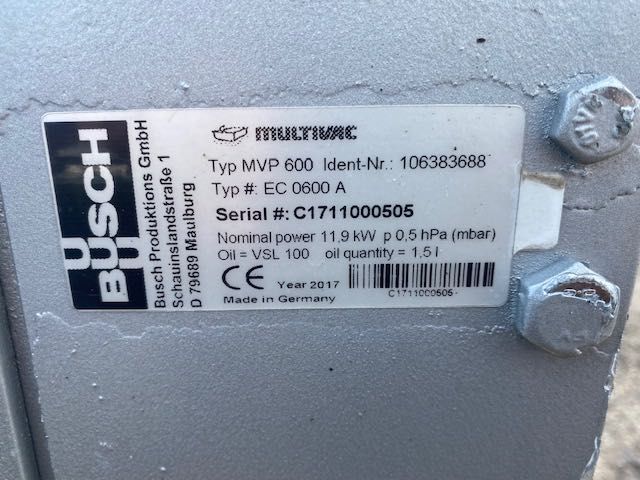 BUSCH
Busch Produktions GmbH
Schauinslandstraße 1
D 79689 Maulburg
MULTIVAC
Typ MVP 600 Ident-Nr.: 106383688
Typ #: EC 0600 A
Serial #: C1711000505
Nominal power 11,9 kW p 0,5 hPa (mbar)
Oil = VSL 100 oil quantity = 1,5 l
CE Year 2017
Made in Germany
C1711000505